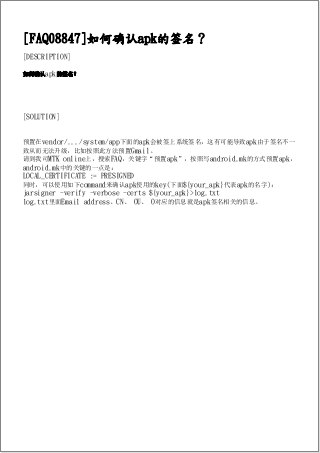 [FAQ08847]如何确认apk的签名？
[DESCRIPTION]
如何确认apk的签名？
[SOLUTION]
预置在vendor/.../system/app下面的apk会被签上系统签名，这有可能导致apk由于签名不一
致从而无法升级，比如按照此方法预置Gmail。
请到我司MTK online上，搜索FAQ，关键字“预置apk”，按照写android.mk的方式预置apk，
android.mk中的关键的一点是：
LOCAL_CERTIFICATE := PRESIGNED
同时，可以使用如下command来确认apk使用的key(下面${your_apk}代表apk的名字)：
jarsigner -verify -verbose -certs ${your_apk}>log.txt
log.txt里面Email address、CN、 OU、 O对应的信息就是apk签名相关的信息。